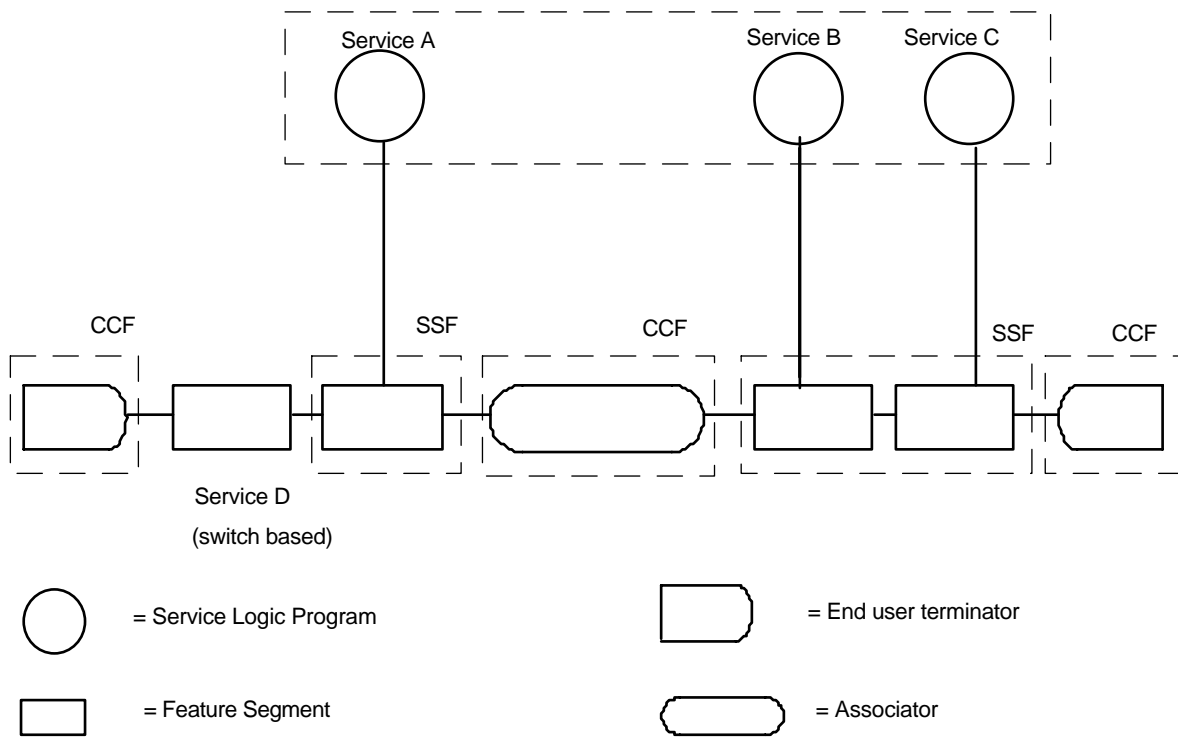 Service A
Service B
Service C
CCF
SSF
CCF
SSF
CCF
Service D
(switch based)
= Service Logic Program
= End user terminator
= Feature Segment
= Associator